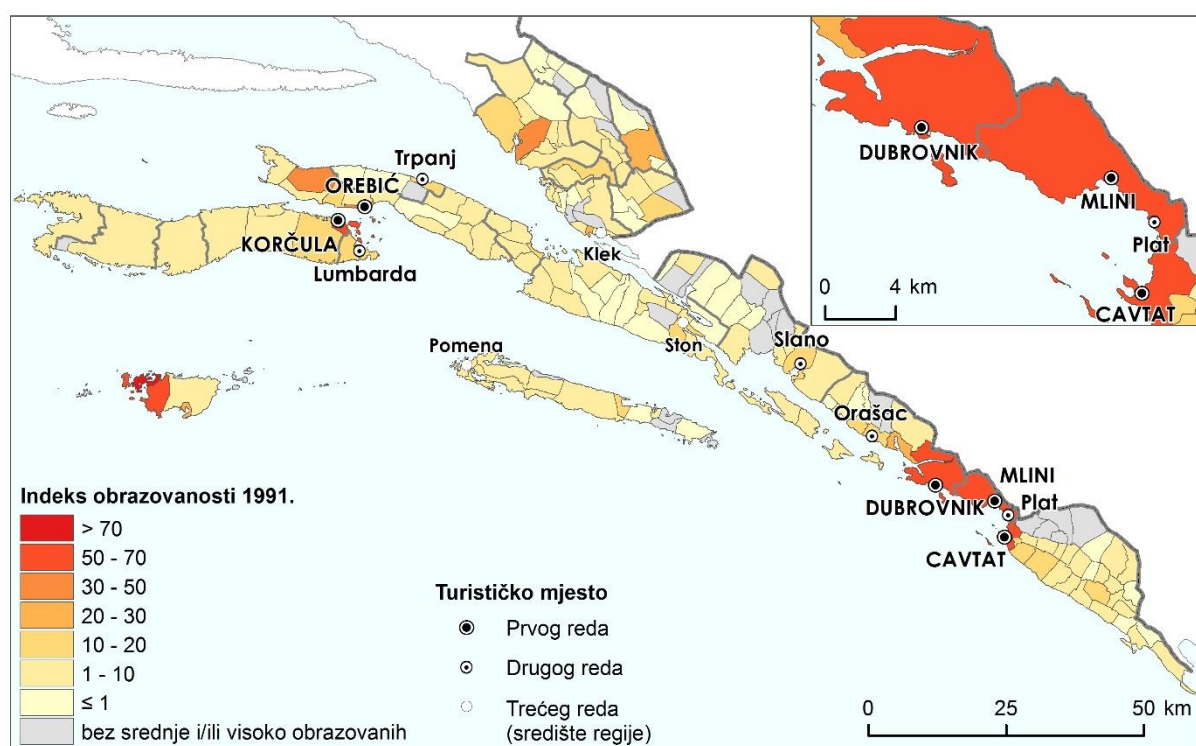 Trpanj
OREBIĆ
KORČULA
Lumbarda
Klek
Pomena
Ston
Slano
Orašac
DUBROVNIK
MLINI
Plat
CAVTAT
DUBROVNIK
MLINI
Plat
CAVTAT
0 4 km
Indeks obrazovanosti 1991.
> 70
50 - 70
30 - 50
20 - 30
10 - 20
1 - 10
≤ 1
bez srednje i/ili visoko obrazovanih
Turističko mjesto
Prvog reda
Drugog reda
Trećeg reda
(središte regije)
0 25 50 km